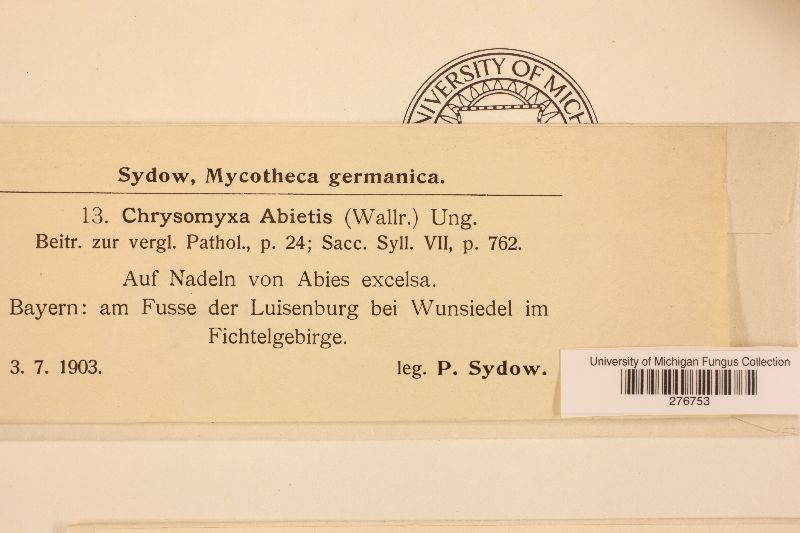 UNIVERSITY OF MICH
Sydow, Mycotheca germanica.
13. Chrysomyxa Abietis (Wallr.) Ung.
Beitr. zur vergl. Pathol., p. 24; Sacc. Syll. VII, p. 762.
Auf Nadeln von Abies excelsa.
Bayern: am Fusse der Luisenburg bei Wunsiedel im
Fichtelgebirge.
3. 7. 1903. leg. P. Sydow.
University of Michigan Fungus Collection
276753